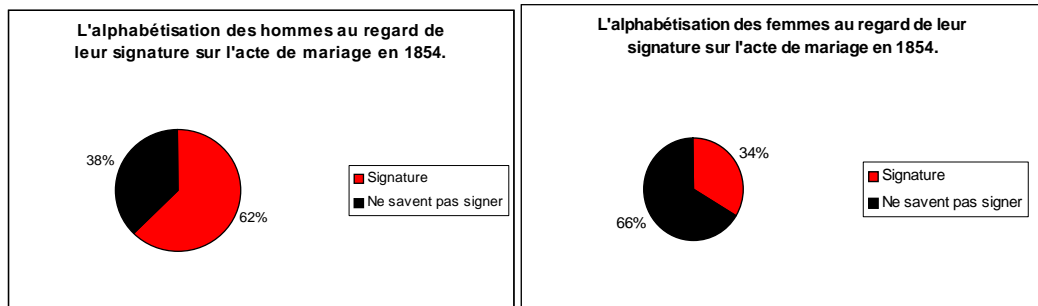 L'alphabétisation des hommes au regard de
leur signature sur l'acte de mariage en 1854.
38%
62%
Signature
Ne savent pas signer
L'alphabétisation des femmes au regard de leur
signature sur l'acte de mariage en 1854.
34%
66%
Signature
Ne savent pas signer